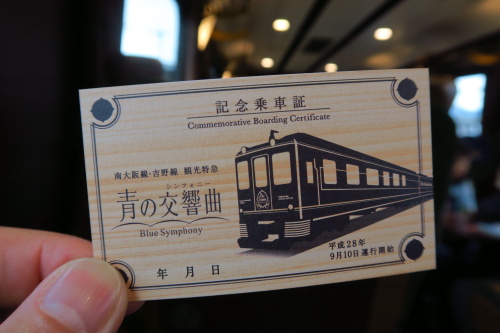 記念乗車証
Commemorative Boarding Certificate
南大阪線・吉野線 観光特急
シンフォニー
青の交響曲
Blue Symphony
平成28年
9月10日運行開始
年 月 日